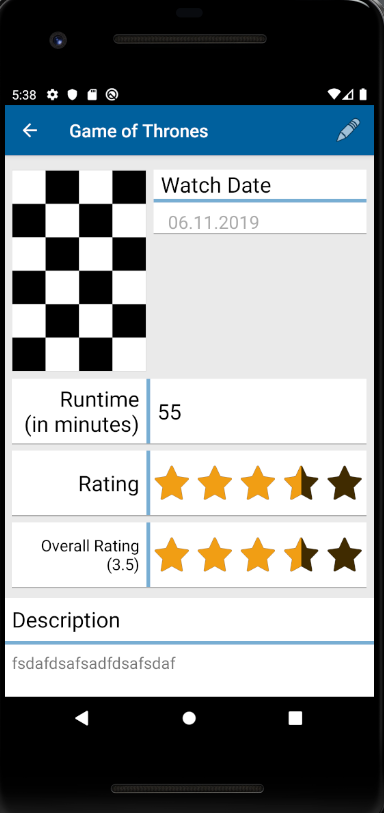 5:38
Game of Thrones
Watch Date
06.11.2019
Runtime
(in minutes)
55
Rating
Overall Rating
(3.5)
Description
fsdafdsafsadfdsafsdaf